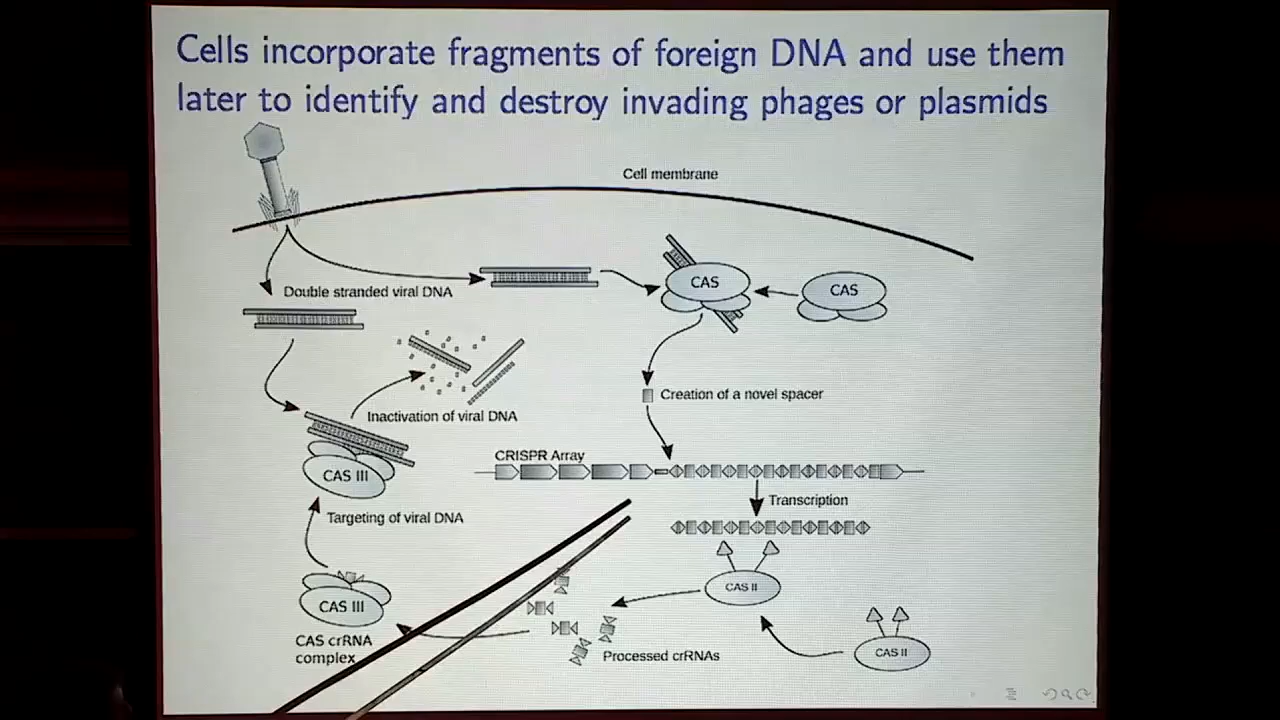 Cells incorporate fragments of foreign DNA and use them
later to identify and destroy invading phages or plasmids
Cell membrane
Double stranded viral DNA
CAS
CAS
Inactivation of viral DNA
Creation of a novel spacer
CRISPR Array
CAS III
Transcription
Targeting of viral DNA
CAS II
CAS III
CAS crRNA
complex
Processed crRNAs
CAS II